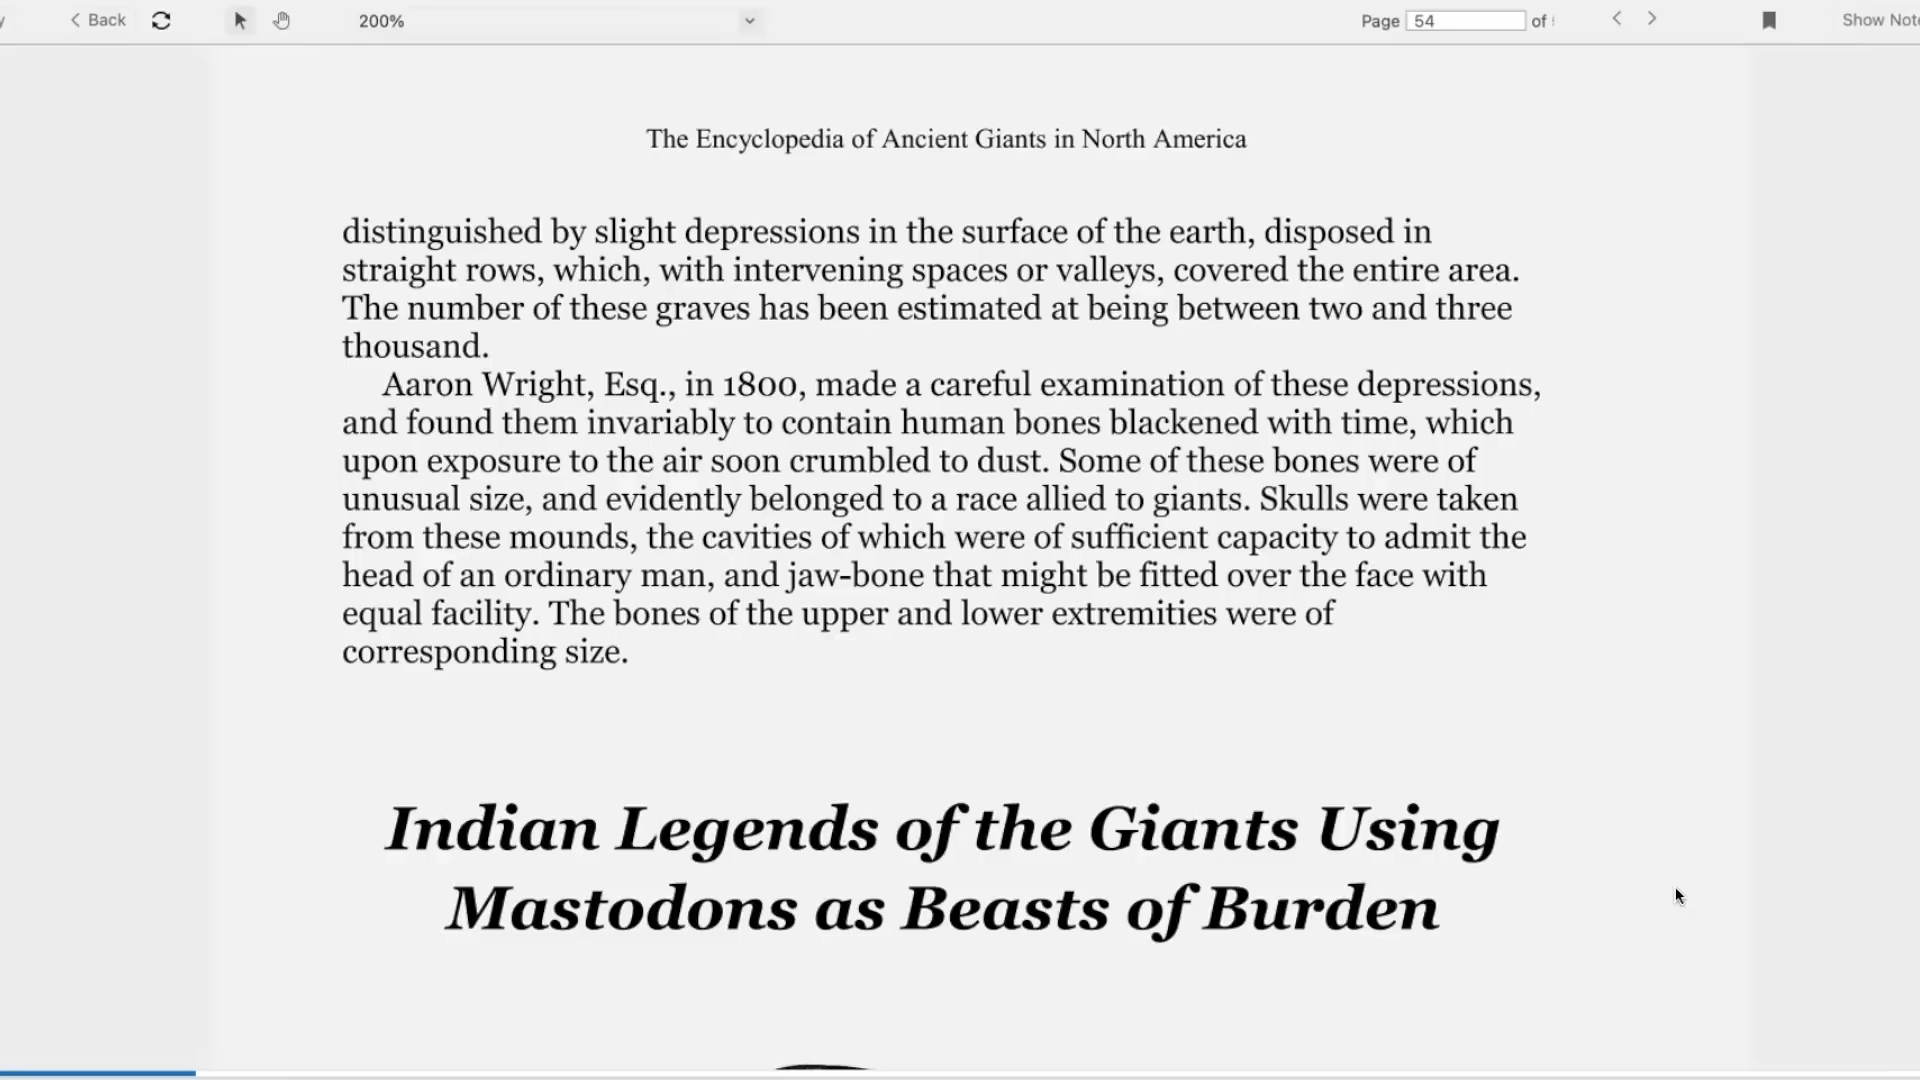 Back
200%
Page 54 of
The Encyclopedia of Ancient Giants in North America
distinguished by slight depressions in the surface of the earth, disposed in
straight rows, which, with intervening spaces or valleys, covered the entire area.
The number of these graves has been estimated at being between two and three
thousand.
Aaron Wright, Esq., in 1800, made a careful examination of these depressions,
and found them invariably to contain human bones blackened with time, which
upon exposure to the air soon crumbled to dust. Some of these bones were of
unusual size, and evidently belonged to a race allied to giants. Skulls were taken
from these mounds, the cavities of which were of sufficient capacity to admit the
head of an ordinary man, and jaw-bone that might be fitted over the face with
equal facility. The bones of the upper and lower extremities were of
corresponding size.
Indian Legends of the Giants Using
Mastodons as Beasts of Burden